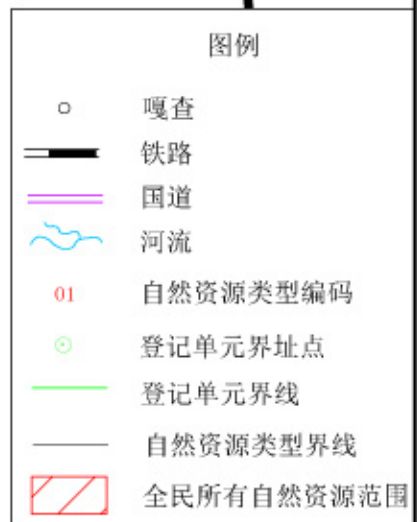 图例
嘎查
铁路
国道
河流
01 自然资源类型编码
登记单元界址点
登记单元界线
自然资源类型界线
全民所有自然资源范围